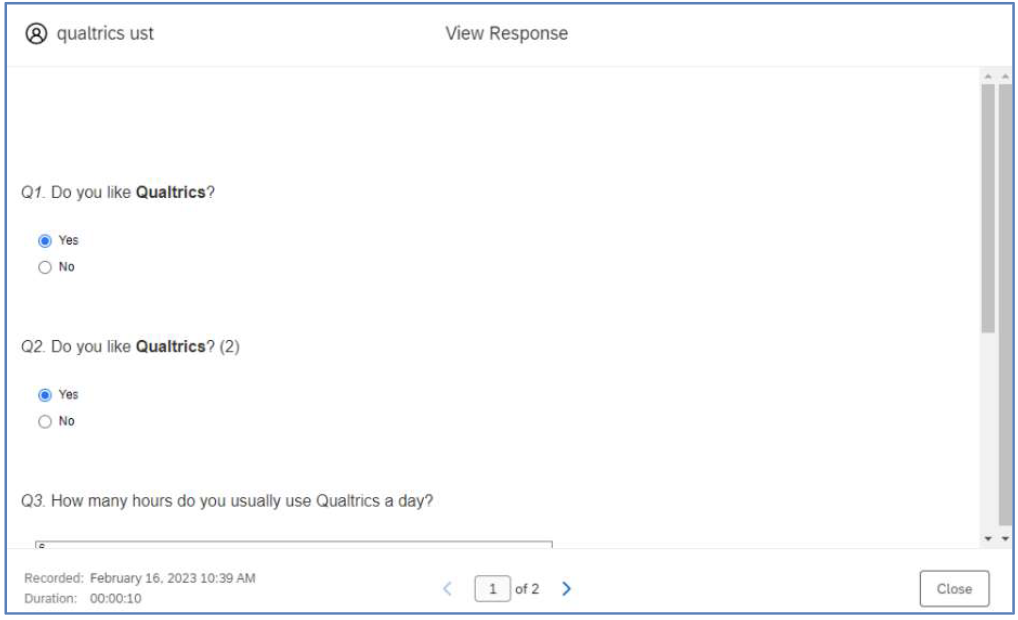 qualtrics ust
View Response
Q1. Do you like Qualtrics?
Yes
No
Q2. Do you like Qualtrics? (2)
Yes
No
Q3. How many hours do you usually use Qualtrics a day?
Recorded: February 16, 2023 10:39 AM
Duration: 00:00:10
1 of 2
Close